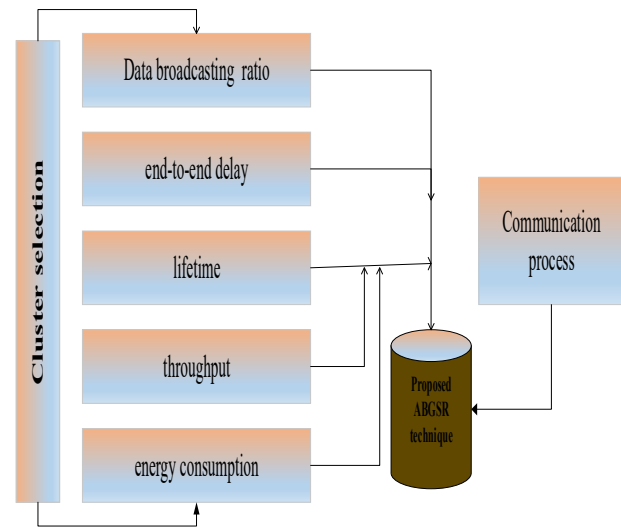 Cluster selection
Data broadcasting ratio
end-to-end delay
lifetime
throughput
energy consumption
Communication
process
Proposed
ABGSR
technique